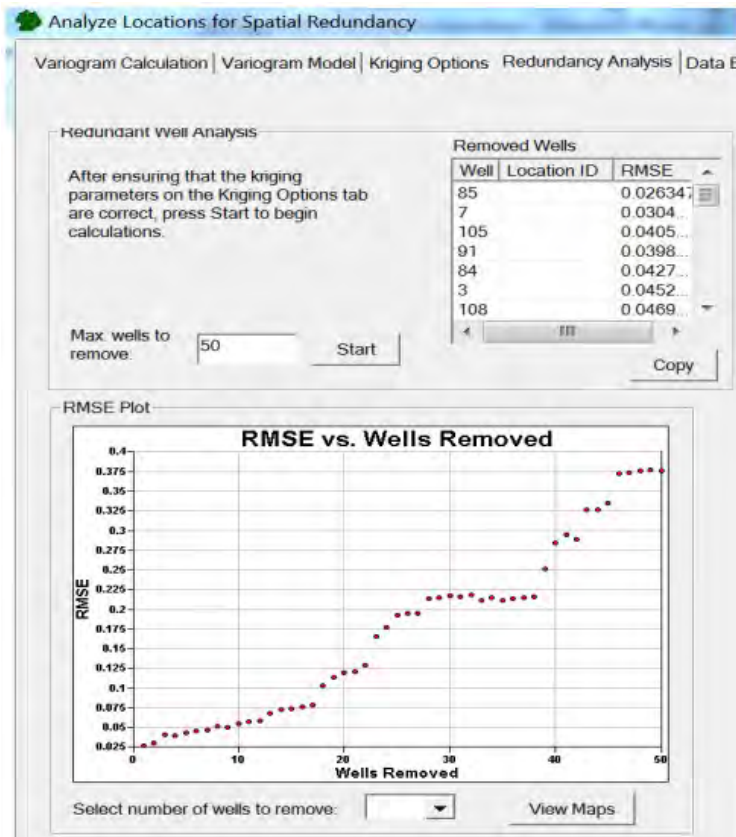 Analyze Locations for Spatial Redundancy
Variogram Calculation | Variogram Model | Kriging Options Redundancy Analysis | Data E
Redundant Well Analysis
After ensuring that the kriging
parameters on the Kriging Options tab
are correct, press Start to begin
calculations.
Max. wells to
remove:
50
Start
Removed Wells
Well Location ID RMSE
85 0.026347
7 0.0304...
105 0.0405...
91 0.0398...
84 0.0427...
3 0.0452...
108 0.0469...
Copy
RMSE Plot
RMSE vs. Wells Removed
0.4
0.375
0.35
0.325
0.3
0.275
0.25
0.225
0.2
0.175
0.15
0.125
0.1
0.075
0.05
0.025
RMSE
0 10 20 30 40 50
Wells Removed
Select number of wells to remove:
View Maps